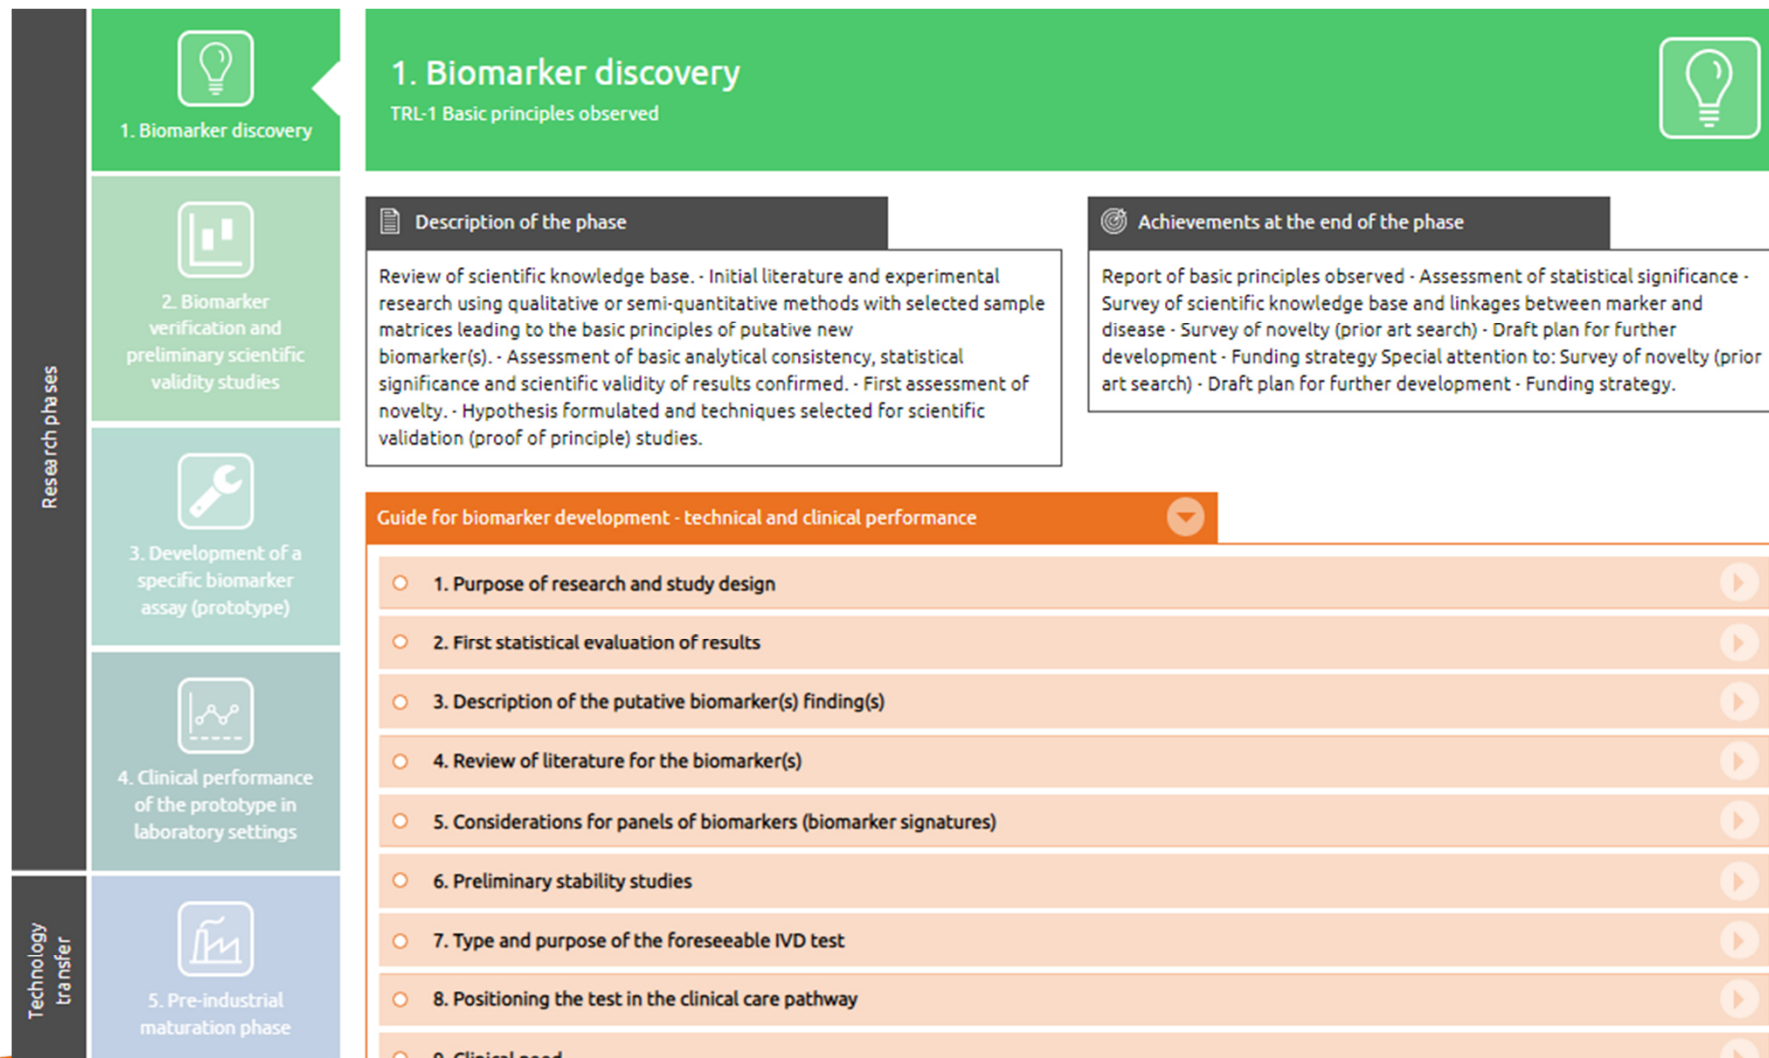 Research phases
Technology
transfer
1. Biomarker discovery
2. Biomarker
verification and
preliminary scientific
validity studies
3. Development of a
specific biomarker
assay (prototype)
4. Clinical performance
of the prototype in
laboratory settings
5. Pre-industrial
maturation phase
1. Biomarker discovery
TRL-1 Basic principles observed
Description of the phase
Review of scientific knowledge base. - Initial literature and experimental
research using qualitative or semi-quantitative methods with selected sample
matrices leading to the basic principles of putative new
biomarker(s). - Assessment of basic analytical consistency, statistical
significance and scientific validity of results confirmed. - First assessment of
novelty. - Hypothesis formulated and techniques selected for scientific
validation (proof of principle) studies.
Achievements at the end of the phase
Report of basic principles observed - Assessment of statistical significance -
Survey of scientific knowledge base and linkages between marker and
disease - Survey of novelty (prior art search) - Draft plan for further
development - Funding strategy Special attention to: Survey of novelty (prior
art search) - Draft plan for further development - Funding strategy.
Guide for biomarker development - technical and clinical performance
1. Purpose of research and study design
2. First statistical evaluation of results
3. Description of the putative biomarker(s) finding(s)
4. Review of literature for the biomarker(s)
5. Considerations for panels of biomarkers (biomarker signatures)
6. Preliminary stability studies
7. Type and purpose of the foreseeable IVD test
8. Positioning the test in the clinical care pathway
9. Clinical need